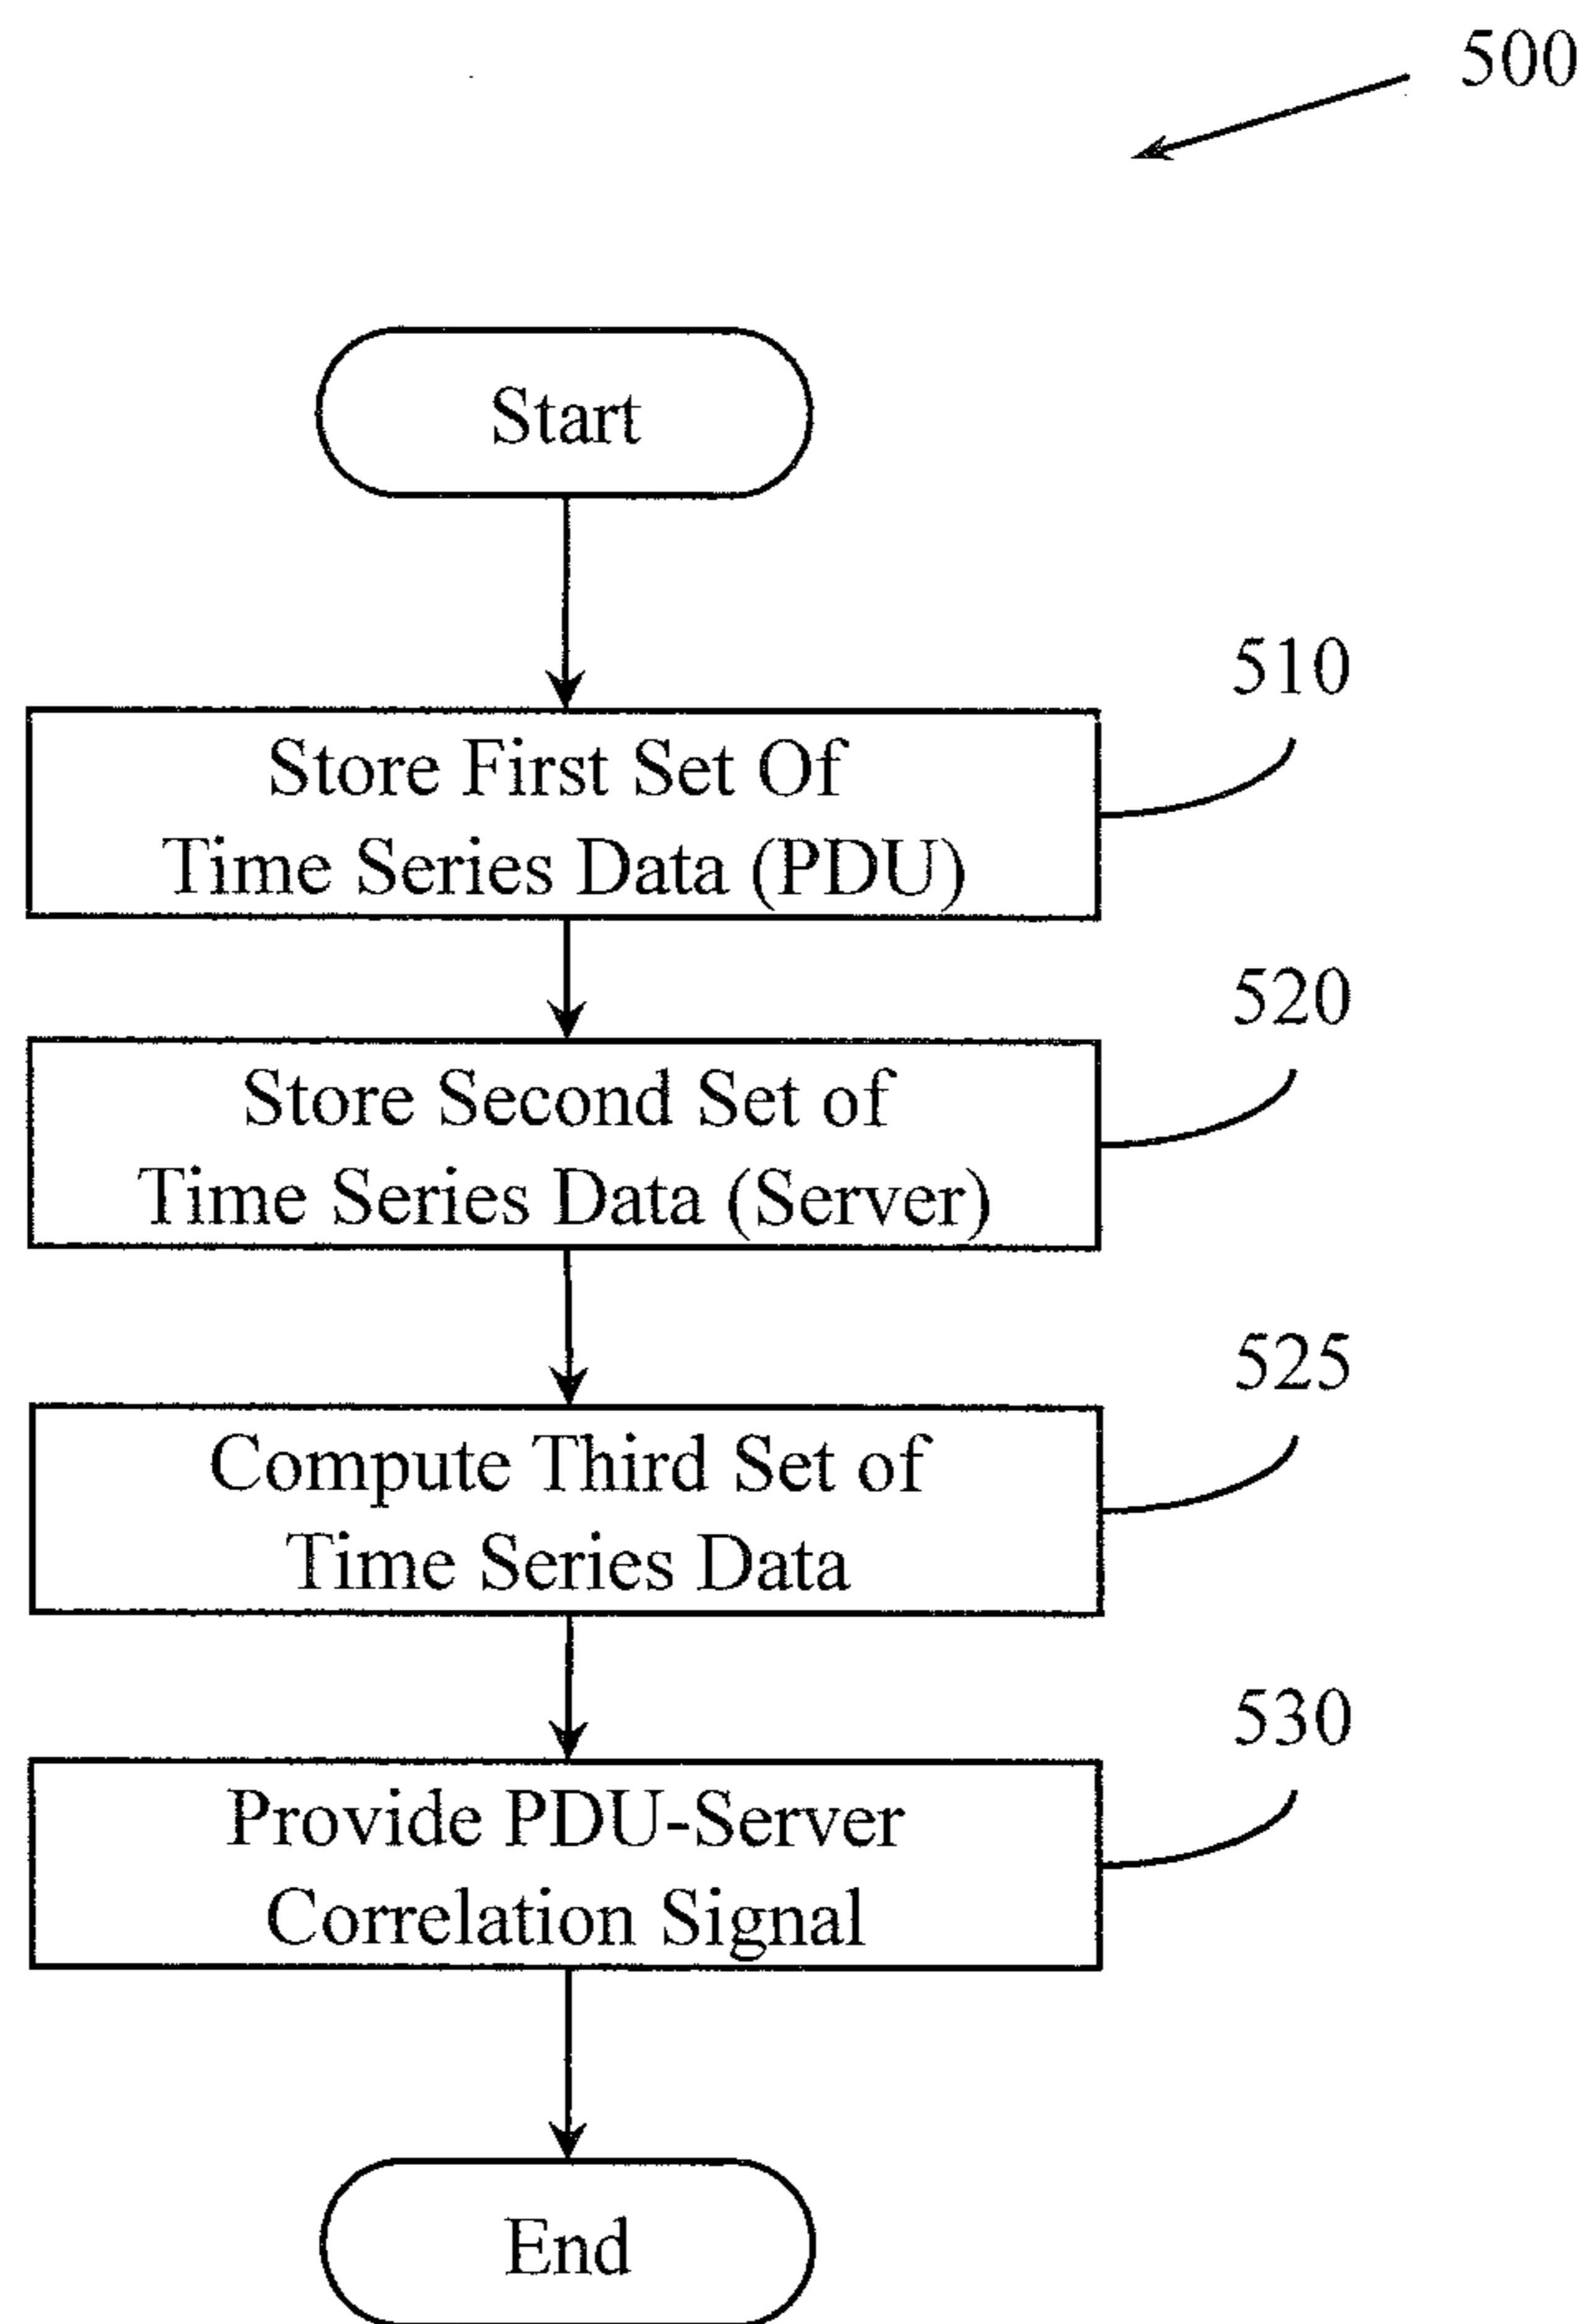 500
Start
510
Store First Set Of
Time Series Data (PDU)
520
Store Second Set of
Time Series Data (Server)
525
Compute Third Set of
Time Series Data
530
Provide PDU-Server
Correlation Signal
End